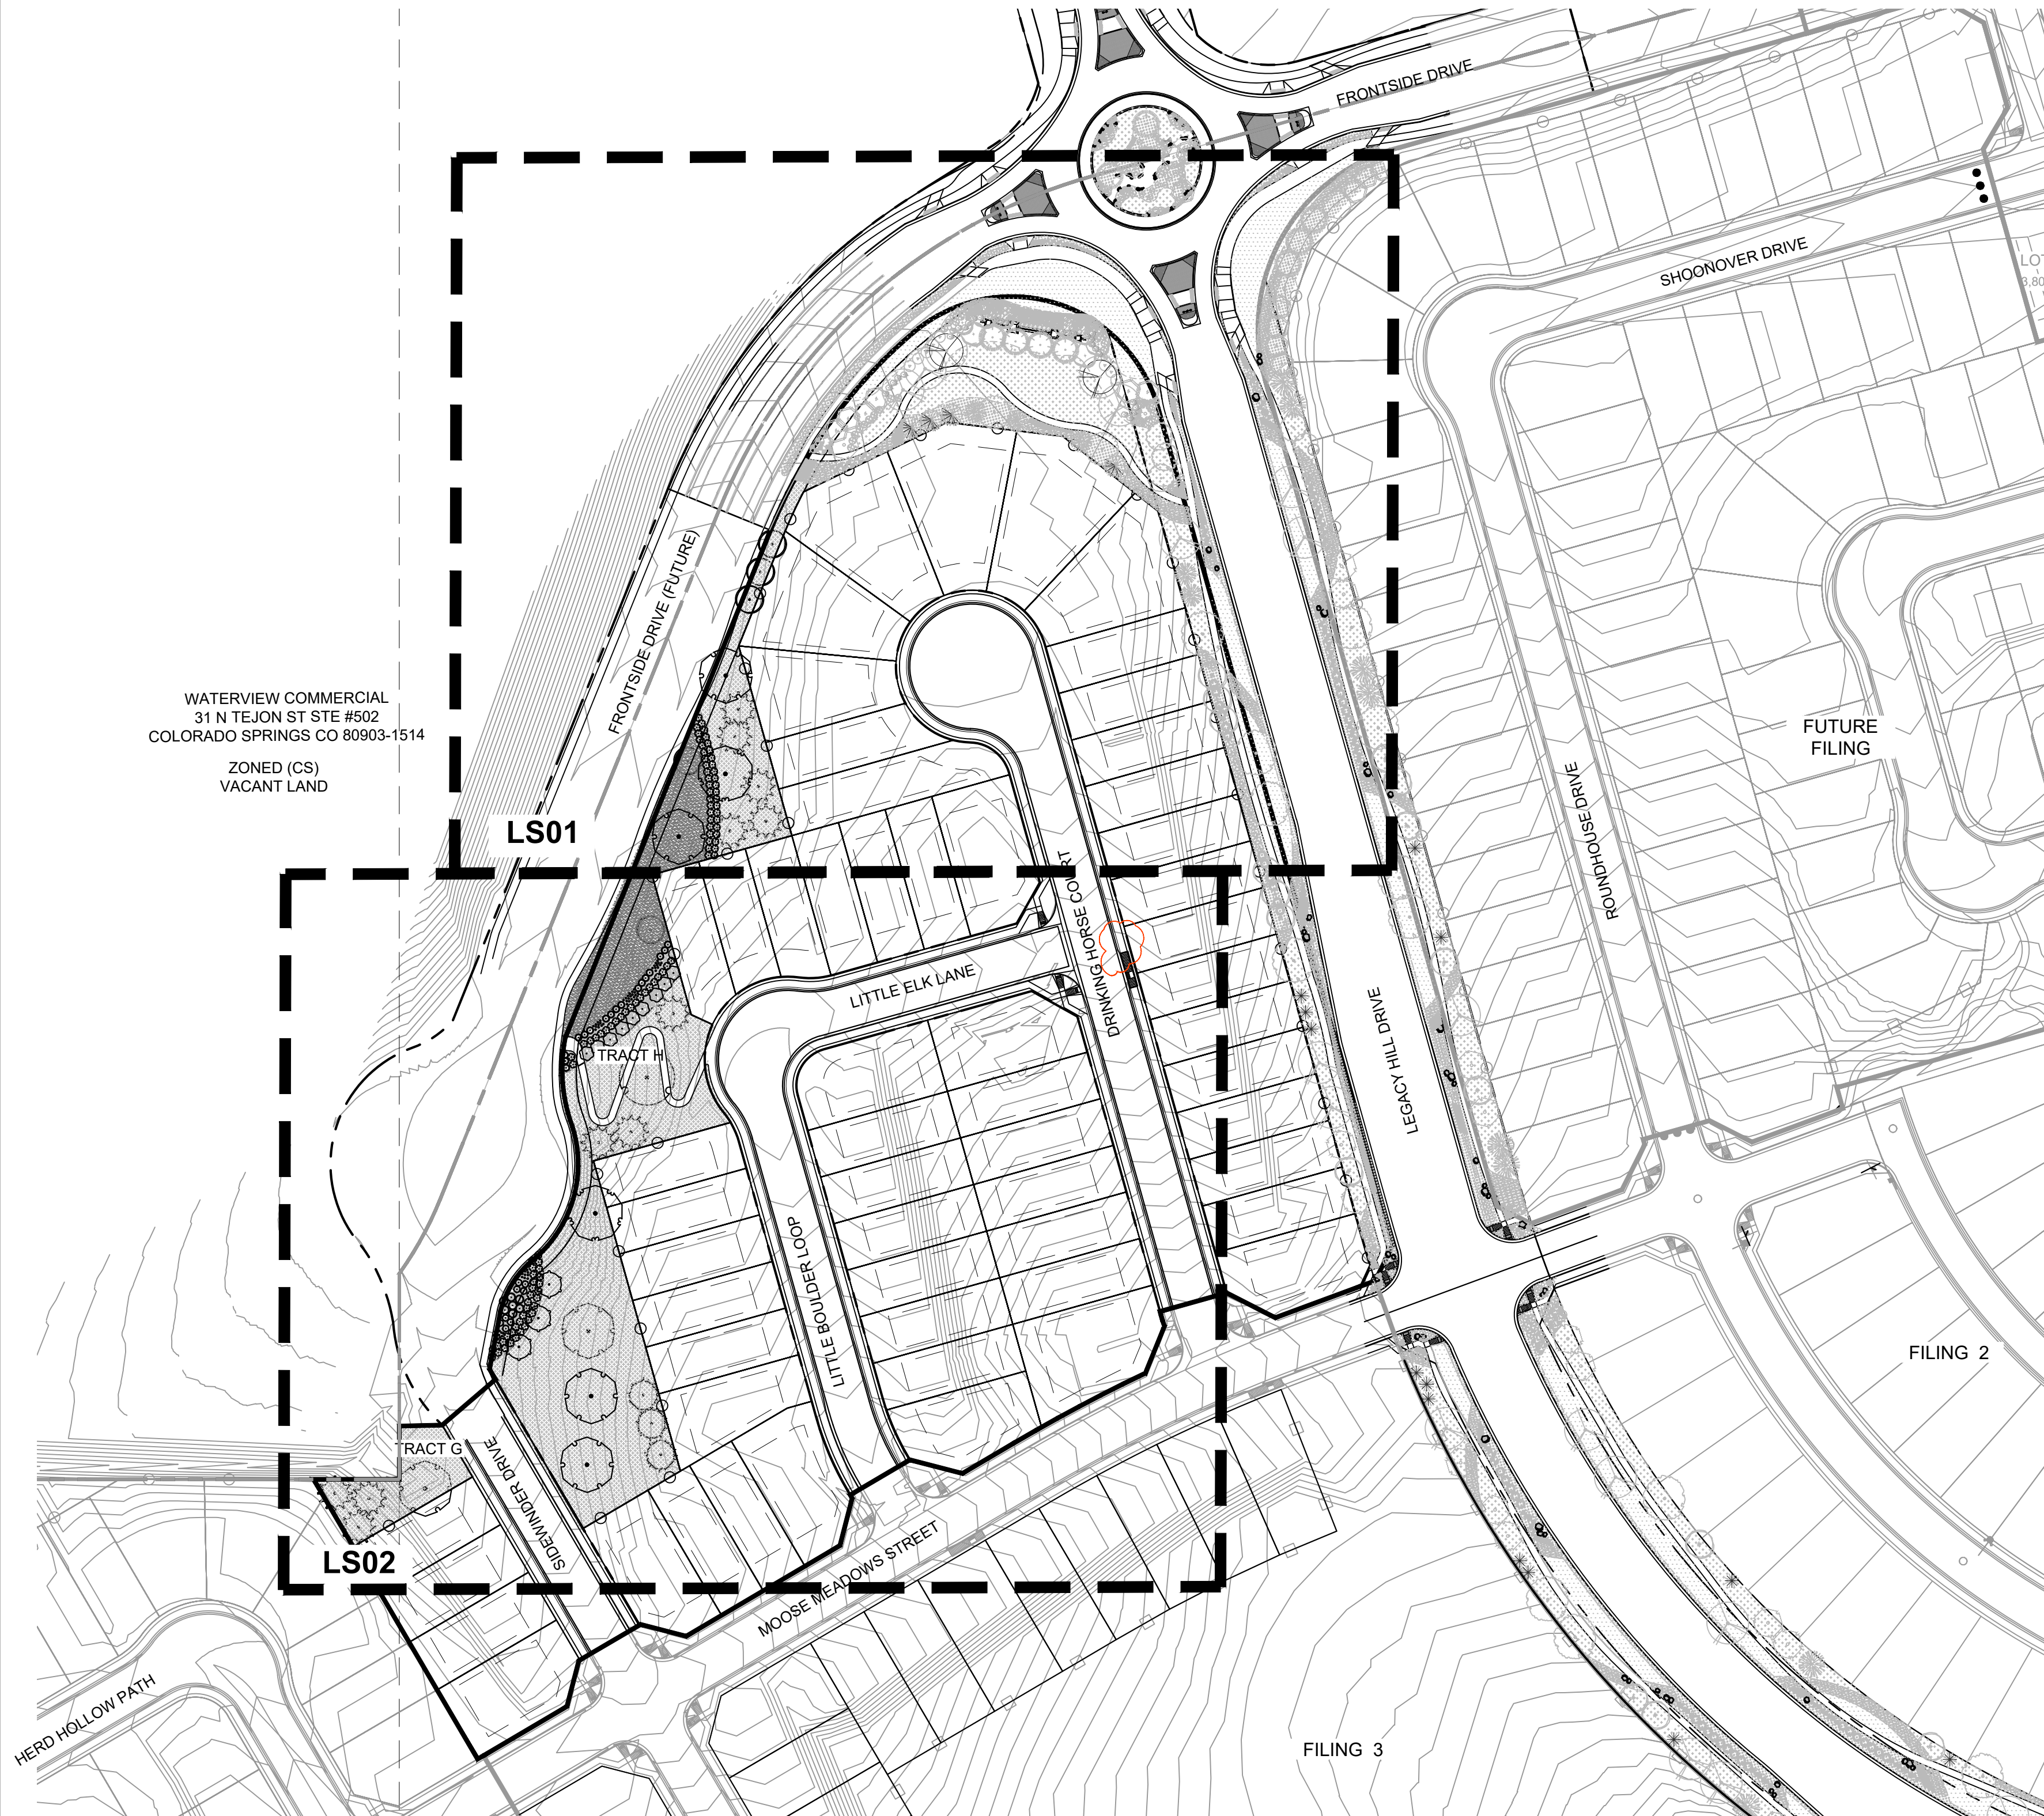 FRONTSIDE DRIVE
SHOONOVER DRIVE
LOT
3,80
FRONTSIDE DRIVE (FUTURE)
WATERVIEW COMMERCIAL
31 N TEJON ST STE #502
COLORADO SPRINGS CO 80903-1514
ZONED (CS)
VACANT LAND
FUTURE
FILING
LS01
ROUNDHOUSE DRIVE
DRINKING HORSE COURT
LITTLE ELK LANE
LEGACY HILL DRIVE
TRACT H
LITTLE BOULDER LOOP
FILING 2
TRACT G
SIDEWINDER DRIVE
LS02
MOOSE MEADOWS STREET
HERD HOLLOW PATH
FILING 3